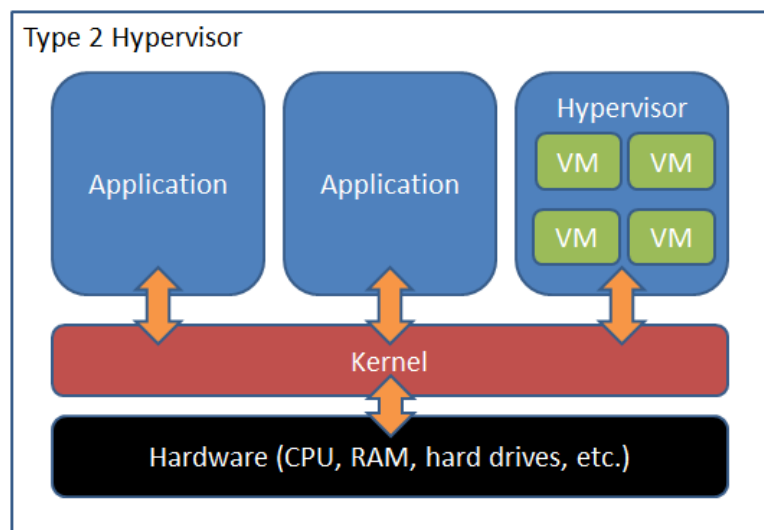 Type 2 Hypervisor
Application
Application
Hypervisor
VM VM
VM VM
Kernel
Hardware (CPU, RAM, hard drives, etc.)